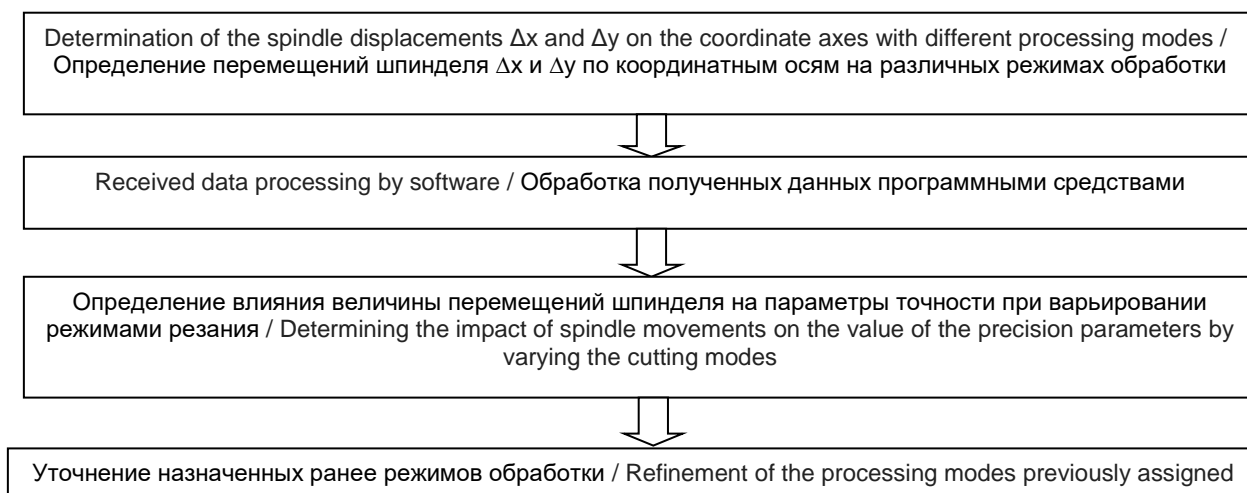 Determination of the spindle displacements Δx and Δy on the coordinate axes with different processing modes /
Определение перемещений шпинделя Δx и Δy по координатным осям на различных режимах обработки
Received data processing by software / Обработка полученных данных программными средствами
Определение влияния величины перемещений шпинделя на параметры точности при варьировании
режимами резания / Determining the impact of spindle movements on the value of the precision parameters by
varying the cutting modes
Уточнение назначенных ранее режимов обработки / Refinement of the processing modes previously assigned